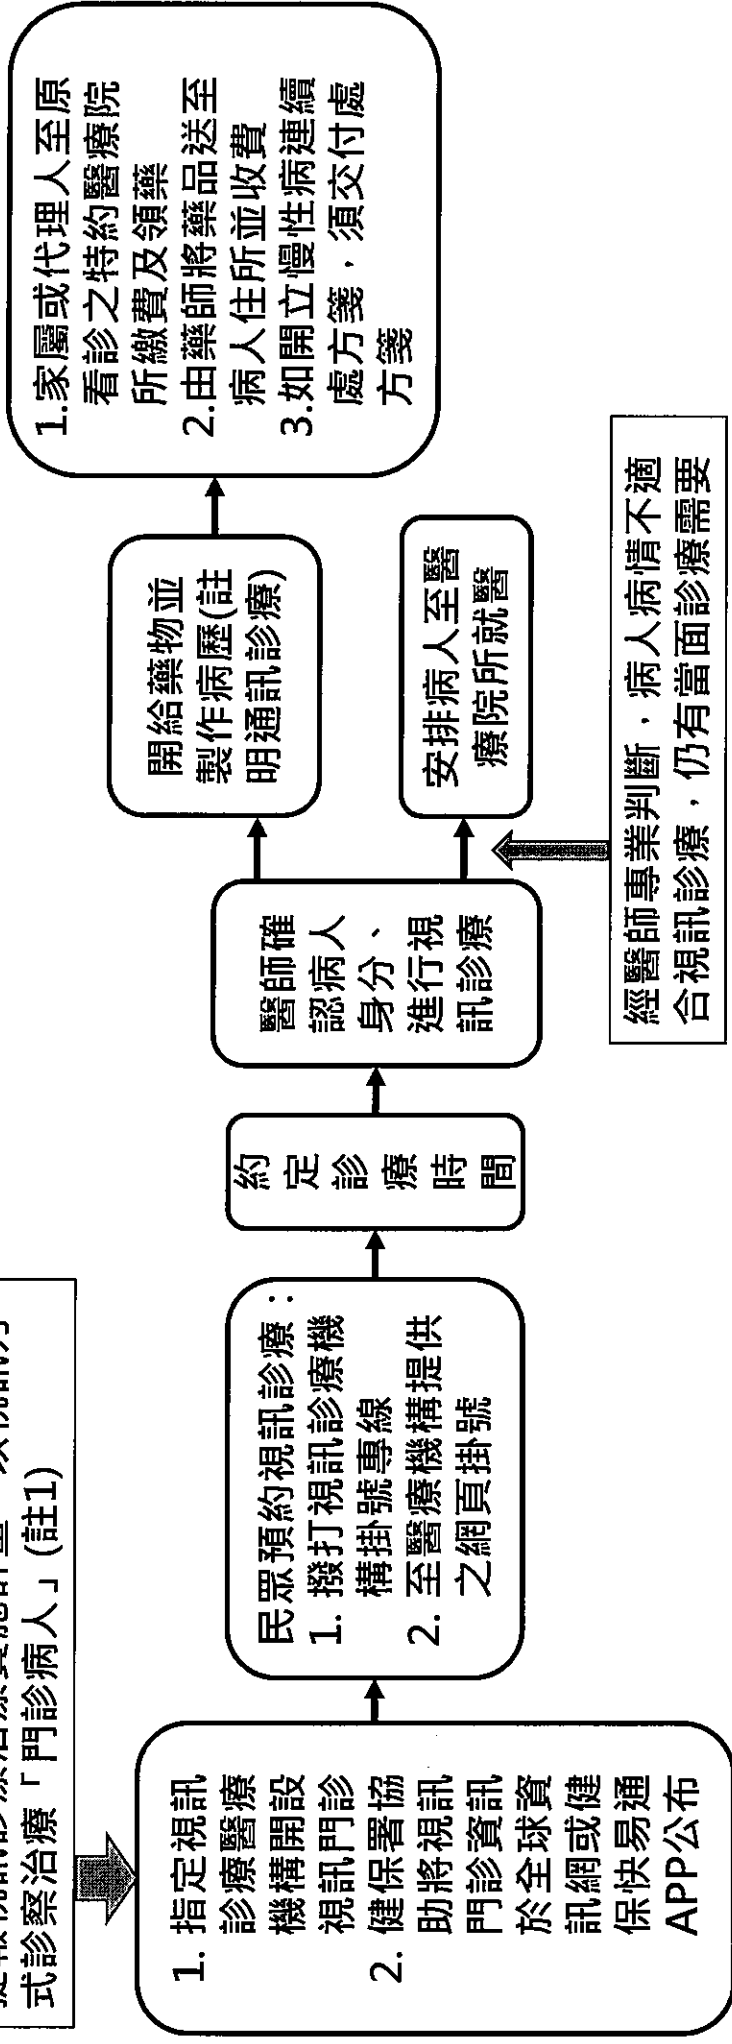 式診察治療「門診病人」(註1)
1. 指定視訊
診療醫療
機構開設
視訊門診
2. 健保署協
助將視訊
門診資訊
於全球資
訊網或健
保快易通
APP公布
民眾預約視訊診療：
1. 撥打視訊診療機
構掛號專線
2. 至醫療機構提供
之網頁掛號
約定診療時間
醫師確
認病人
身分、
進行視
訊診療
開給藥物並
製作病歷(註
明通訊診療)
安排病人至醫
療院所就醫
經醫師專業判斷，病人病情不適
合視訊診療，仍有當面診療需要
1.家屬或代理人至原
看診之特約醫療院
所繳費及領藥
2.由藥師將藥品送至
病人住所並收費
3.如開立慢性病連續
處方箋，須交付處
方箋